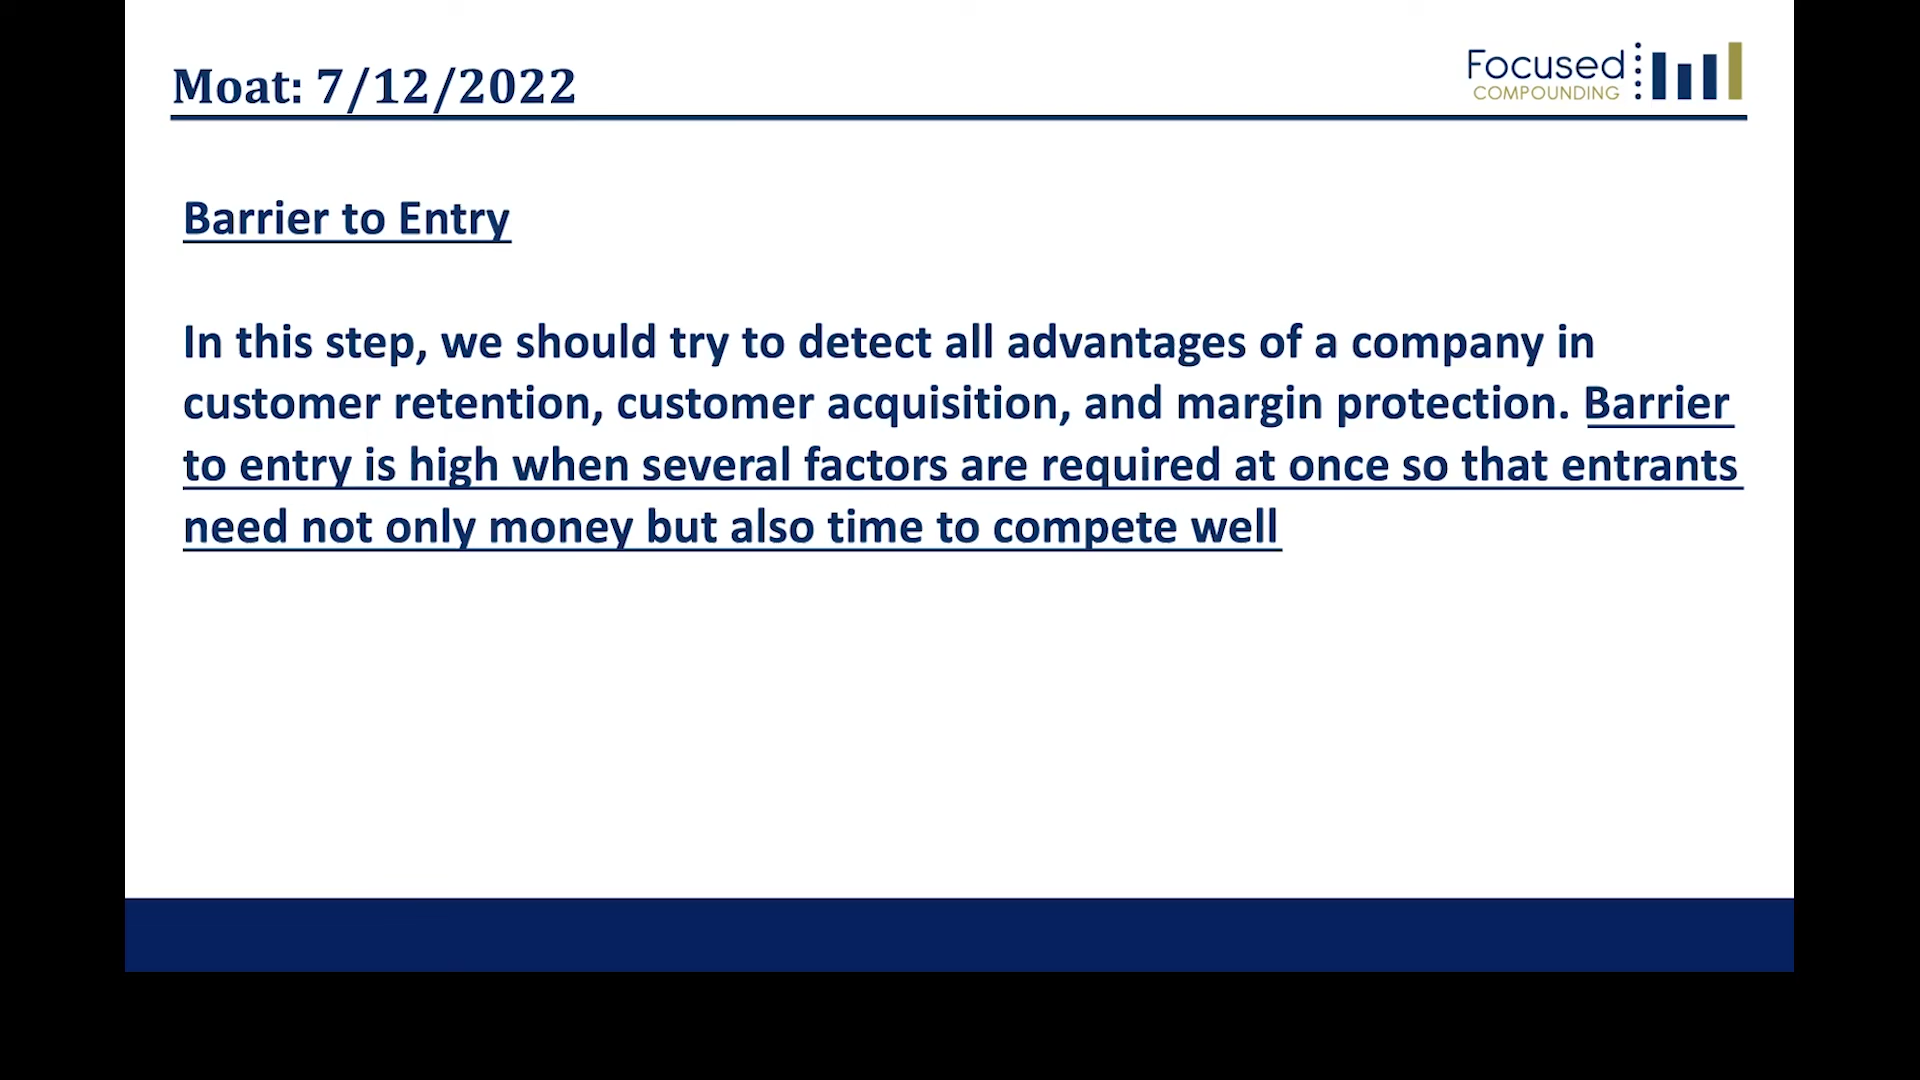 Moat: 7/12/2022
Focused
COMPOUNDING
Barrier to Entry
In this step, we should try to detect all advantages of a company in
customer retention, customer acquisition, and margin protection. Barrier
to entry is high when several factors are required at once so that entrants
need not only money but also time to compete well